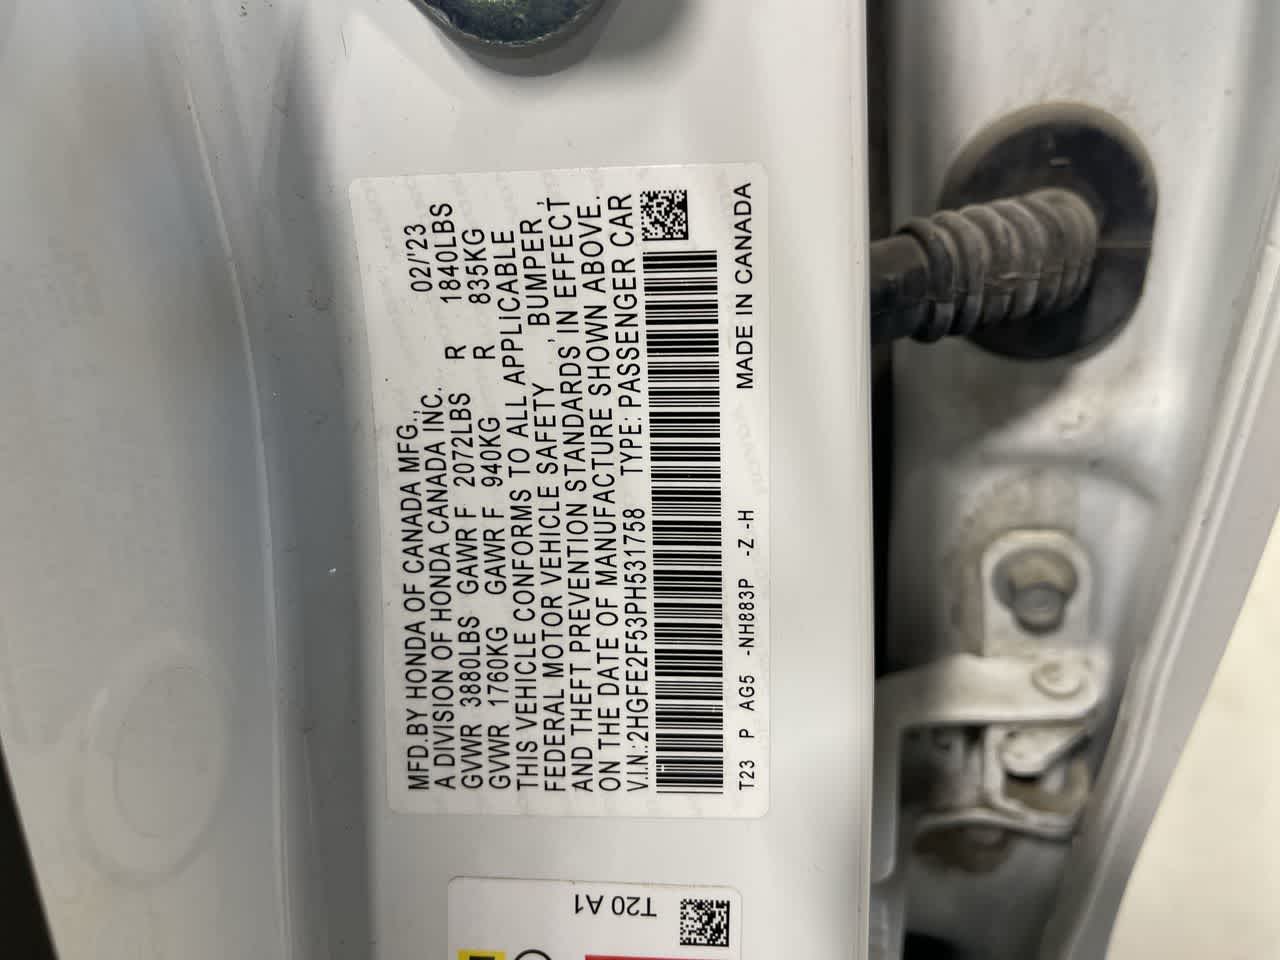 MFD.BY HONDA OF CANADA MFG., 02/'23
A DIVISION OF HONDA CANADA INC.
GVWR 3880LBS GAWR F 2072LBS R 1840LBS
GVWR 1760KG GAWR F 940KG R 835KG
THIS VEHICLE CONFORMS TO ALL APPLICABLE
FEDERAL MOTOR VEHICLE SAFETY , BUMPER ,
AND THEFT PREVENTION STANDARDS IN EFFECT
ON THE DATE OF MANUFACTURE SHOWN ABOVE.
V.I.N.:2HGFE2F53PH531758 TYPE: PASSENGER CAR
T23 P AG5 -NH883P -Z -H MADE IN CANADA
T20 A1